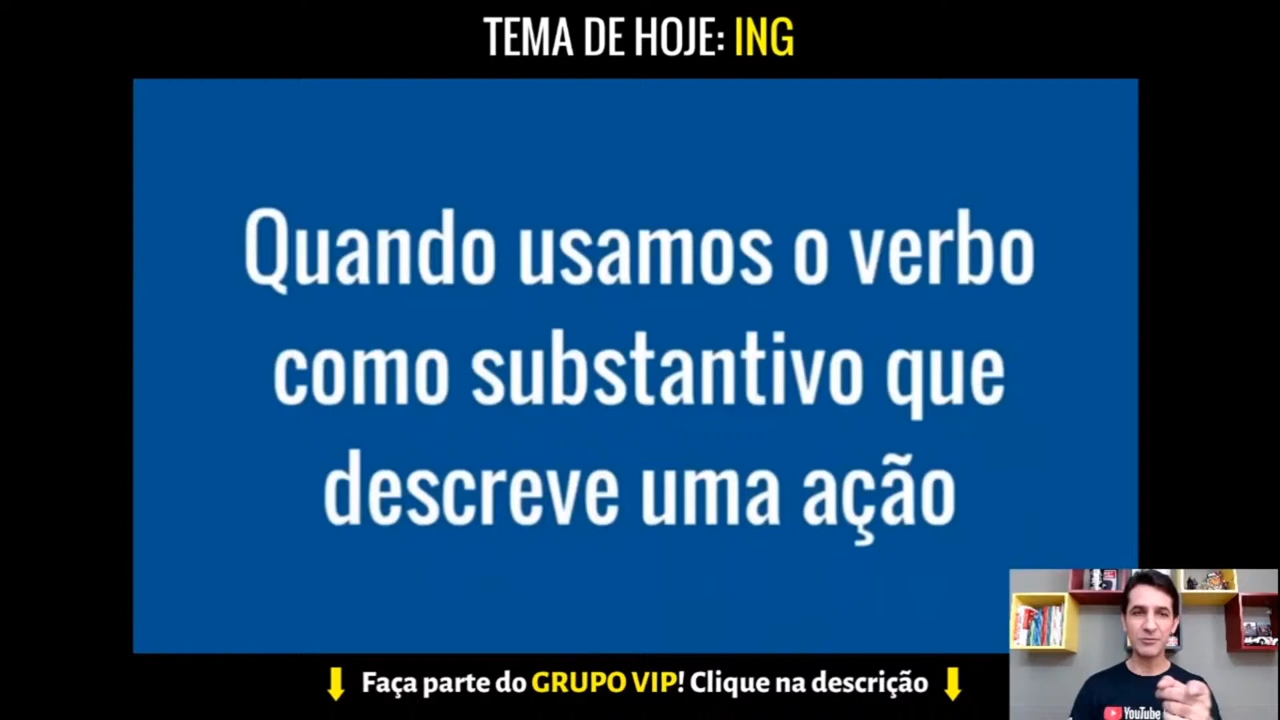 TEMA DE HOJE: ING
Quando usamos o verbo
como substantivo que
descreve uma ação
Faça parte do GRUPO VIP! Clique na descrição
YouTube